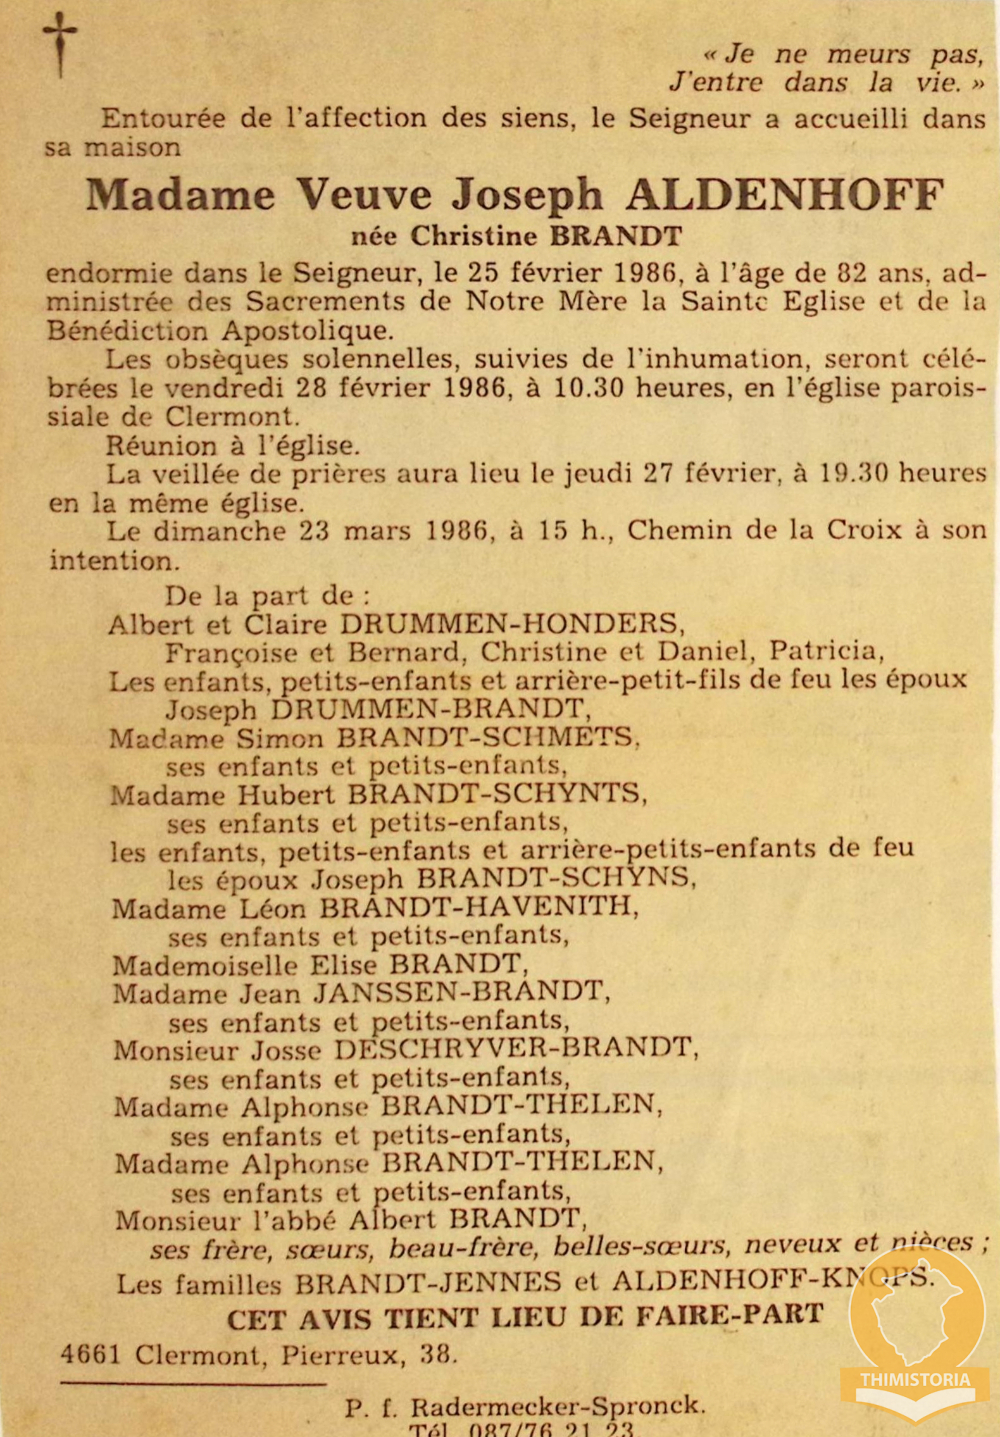 « Je ne meurs pas,
J'entre dans la vie. »
Entourée de l'affection des siens, le Seigneur a accueilli dans
sa maison
Madame Veuve Joseph ALDENHOFF
née Christine BRANDT
endormie dans le Seigneur, le 25 février 1986, à l'âge de 82 ans, ad-
ministrée des Sacrements de Notre Mère la Sainte Eglise et de la
Bénédiction Apostolique.
Les obsèques solennelles, suivies de l'inhumation, seront célé-
brées le vendredi 28 février 1986, à 10.30 heures, en l'église parois-
siale de Clermont.
Réunion à l'église.
La veillée de prières aura lieu le jeudi 27 février, à 19.30 heures
en la même église.
Le dimanche 23 mars 1986, à 15 h., Chemin de la Croix à son
intention.
De la part de :
Albert et Claire DRUMMEN-HONDERS,
Françoise et Bernard, Christine et Daniel, Patricia,
Les enfants, petits-enfants et arrière-petit-fils de feu les époux
Joseph DRUMMEN-BRANDT,
Madame Simon BRANDT-SCHMETS,
ses enfants et petits-enfants,
Madame Hubert BRANDT-SCHYNTS,
ses enfants et petits-enfants,
les enfants, petits-enfants et arrière-petits-enfants de feu
les époux Joseph BRANDT-SCHYNS,
Madame Léon BRANDT-HAVENITH,
ses enfants et petits-enfants,
Mademoiselle Elise BRANDT,
Madame Jean JANSSEN-BRANDT,
ses enfants et petits-enfants,
Monsieur Josse DESCHRYVER-BRANDT,
ses enfants et petits-enfants,
Madame Alphonse BRANDT-THELEN,
ses enfants et petits-enfants,
Madame Alphonse BRANDT-THELEN,
ses enfants et petits-enfants,
Monsieur l'abbé Albert BRANDT,
ses frère, sœurs, beau-frère, belles-sœurs, neveux et nièces ;
Les familles BRANDT-JENNES et ALDENHOFF-KNOPS.
CET AVIS TIENT LIEU DE FAIRE-PART
4661 Clermont, Pierreux, 38.
THIMISTORIA
P. f. Radermecker-Spronck.
Tél. 087/76 21 23